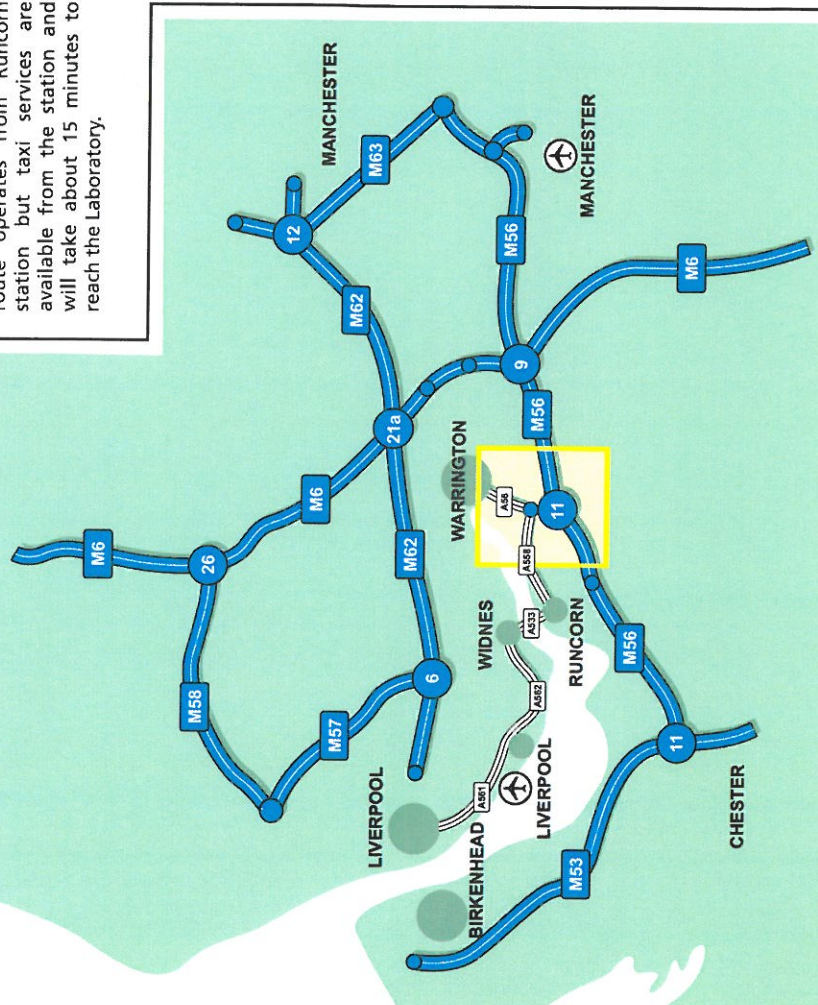 route operates from Runcorn
station but taxi services are
available from the station and
will take about 15 minutes to
reach the Laboratory.
M6
26
M58
M6
M57
6
M62
21a
M62
12
M63
MANCHESTER
M56
MANCHESTER
9
M6
M56
WARRINGTON
A56
11
A558
WIDNES
A533
RUNCORN
A562
M56
LIVERPOOL
A561
LIVERPOOL
BIRKENHEAD
M53
11
CHESTER